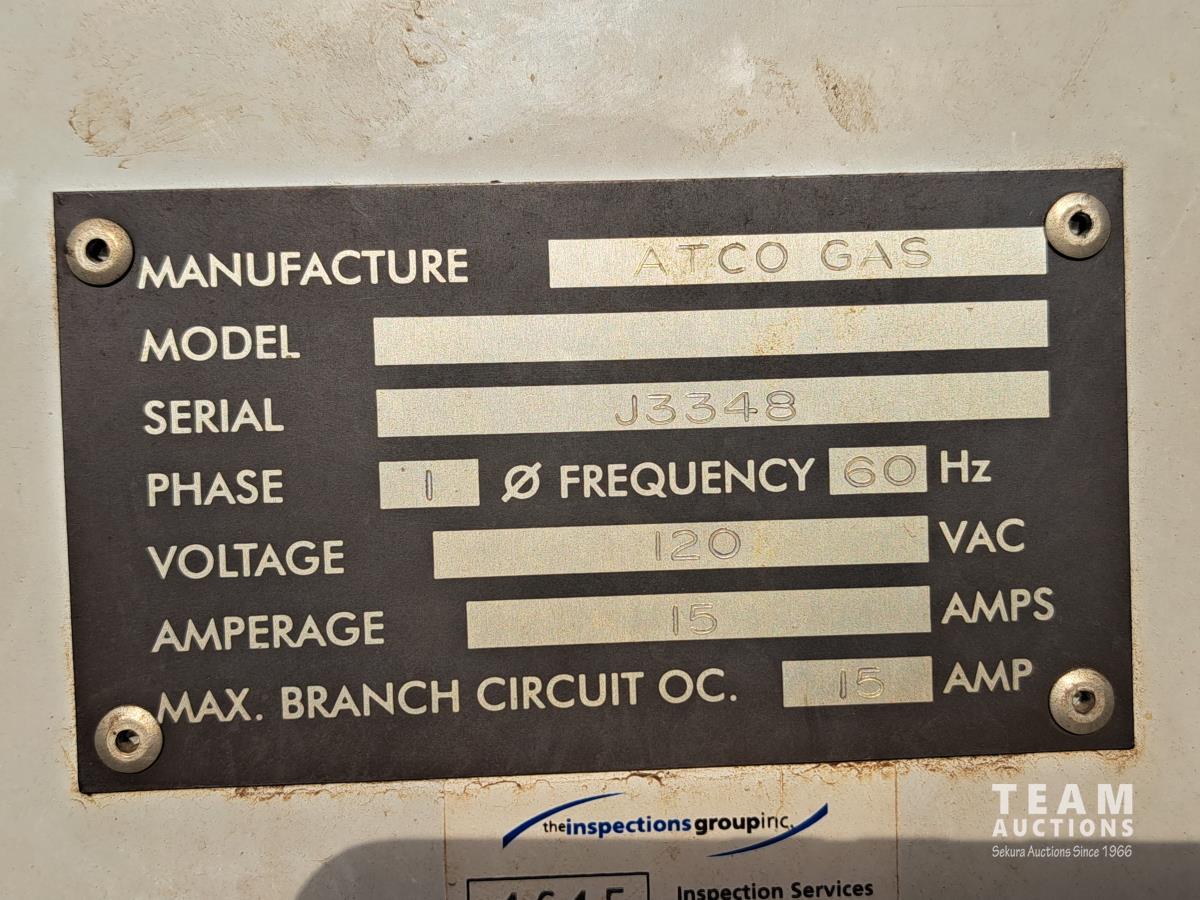 MANUFACTURE ATCO GAS
MODEL
SERIAL J3348
PHASE 1 Ø FREQUENCY 60 Hz
VOLTAGE 120 VAC
AMPERAGE 15 AMPS
MAX. BRANCH CIRCUIT OC. 15 AMP
theinspectionsgroupinc.
Inspection Services
TEAM
AUCTIONS
Sekura Auctions Since 1966